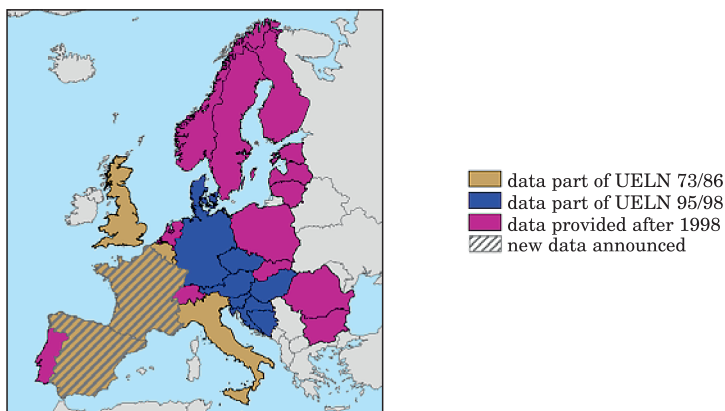 data part of UELN 73/86
data part of UELN 95/98
data provided after 1998
new data announced